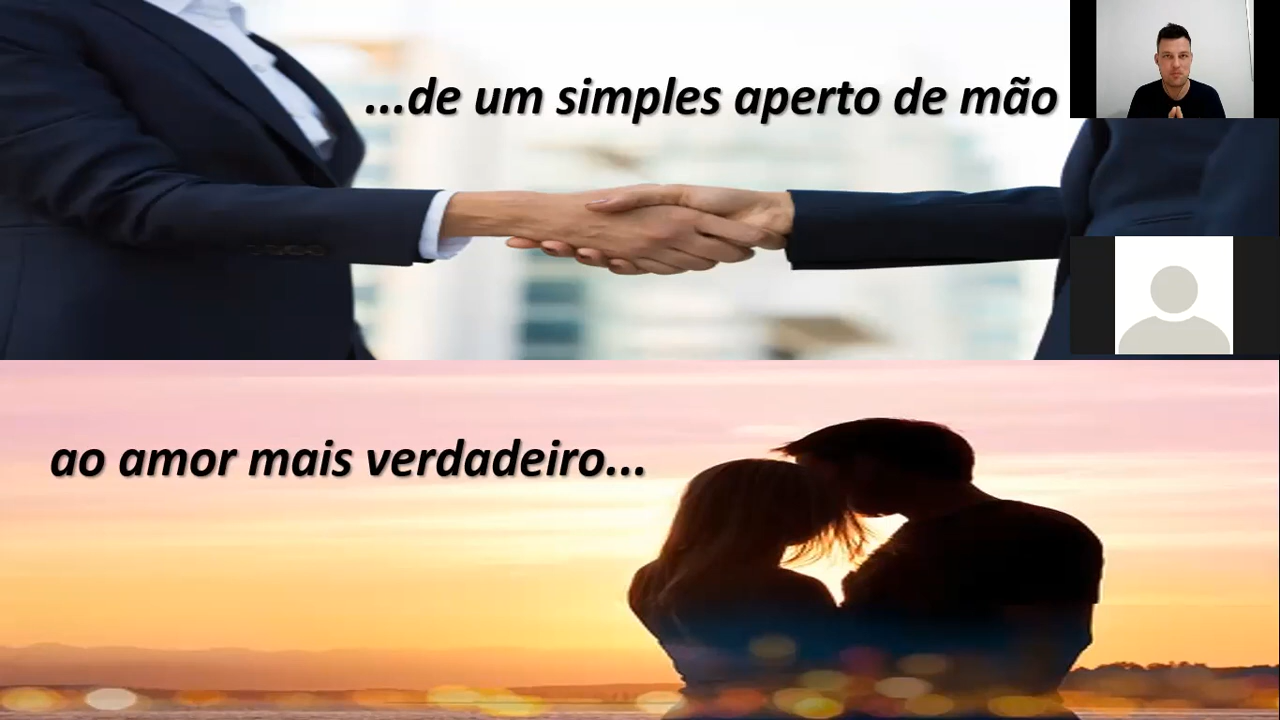 ...de um simples aperto de mão
ao amor mais verdadeiro...